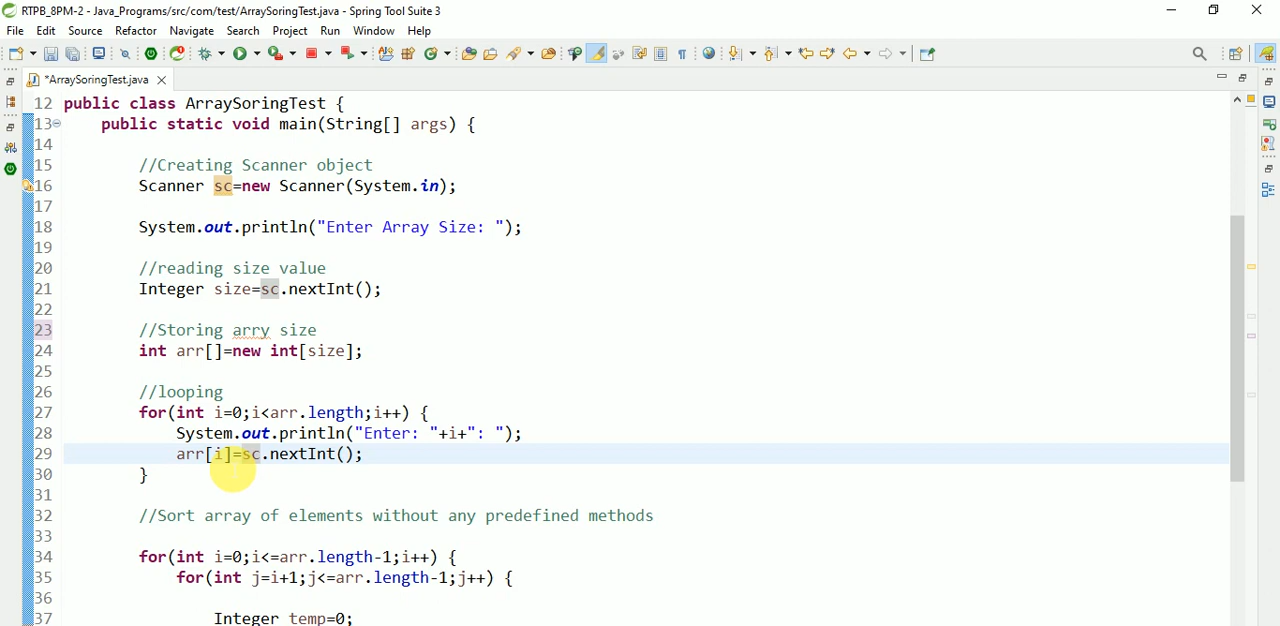 RTPB_8PM-2 - Java_Programs/src/com/test/ArraySoringTest.java - Spring Tool Suite 3
File Edit Source Refactor Navigate Search Project Run Window Help
*ArraySoringTest.java
12 public class ArraySoringTest {
13 public static void main(String[] args) {
14
15 //Creating Scanner object
16 Scanner sc=new Scanner(System.in);
17
18 System.out.println("Enter Array Size: ");
19
20 //reading size value
21 Integer size=sc.nextInt();
22
23 //Storing arry size
24 int arr[]=new int[size];
25
26 //looping
27 for(int i=0;i<arr.length;i++) {
28 System.out.println("Enter: "+i+": ");
29 arr[i]=sc.nextInt();
30 }
31
32 //Sort array of elements without any predefined methods
33
34 for(int i=0;i<=arr.length-1;i++) {
35 for(int j=i+1;j<=arr.length-1;j++) {
36
37 Integer temp=0;